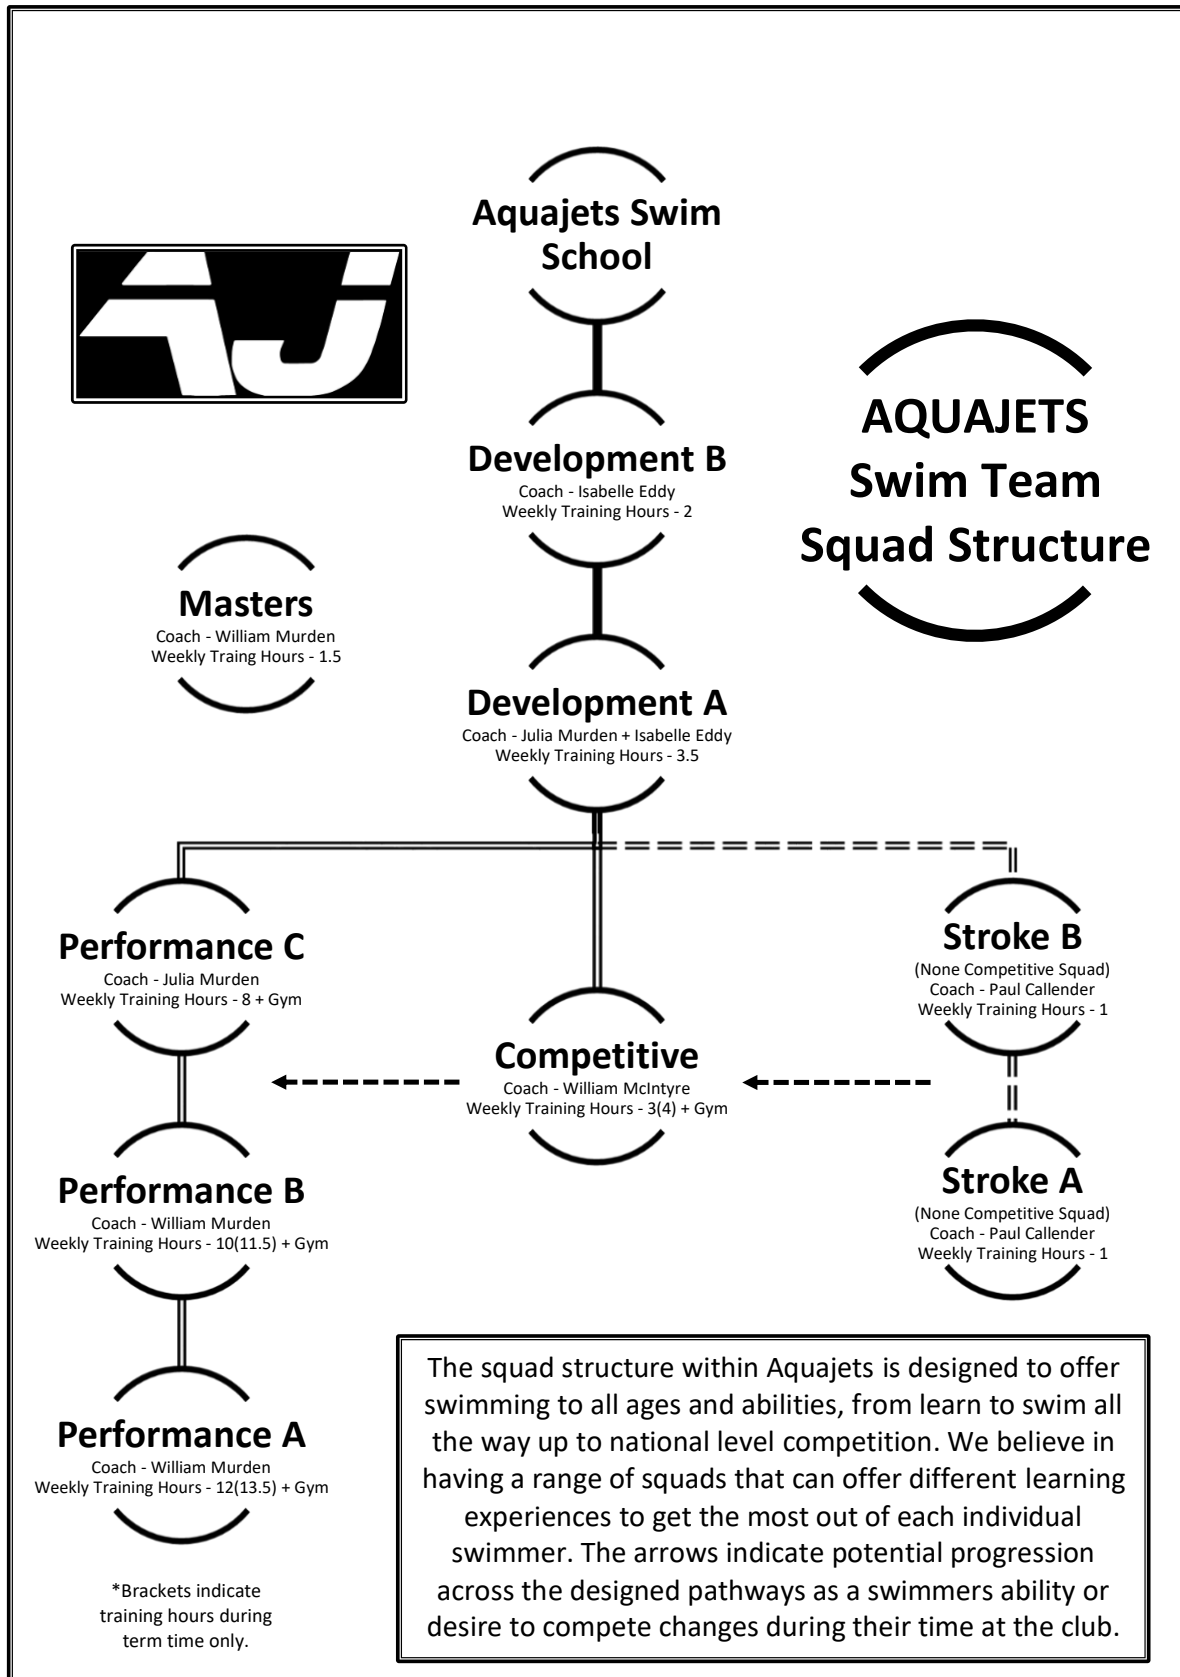 Aquajets Swim
School
AJ
AQUAJETS
Swim Team
Squad Structure
Development B
Coach - Isabelle Eddy
Weekly Training Hours - 2
Masters
Coach - William Murden
Weekly Traing Hours - 1.5
Development A
Coach - Julia Murden + Isabelle Eddy
Weekly Training Hours - 3.5
Performance C
Coach - Julia Murden
Weekly Training Hours - 8 + Gym
Stroke B
(None Competitive Squad)
Coach - Paul Callender
Weekly Training Hours - 1
Competitive
Coach - William McIntyre
Weekly Training Hours - 3(4) + Gym
Performance B
Coach - William Murden
Weekly Training Hours - 10(11.5) + Gym
Stroke A
(None Competitive Squad)
Coach - Paul Callender
Weekly Training Hours - 1
Performance A
Coach - William Murden
Weekly Training Hours - 12(13.5) + Gym
*Brackets indicate
training hours during
term time only.
The squad structure within Aquajets is designed to offer
swimming to all ages and abilities, from learn to swim all
the way up to national level competition. We believe in
having a range of squads that can offer different learning
experiences to get the most out of each individual
swimmer. The arrows indicate potential progression
across the designed pathways as a swimmers ability or
desire to compete changes during their time at the club.